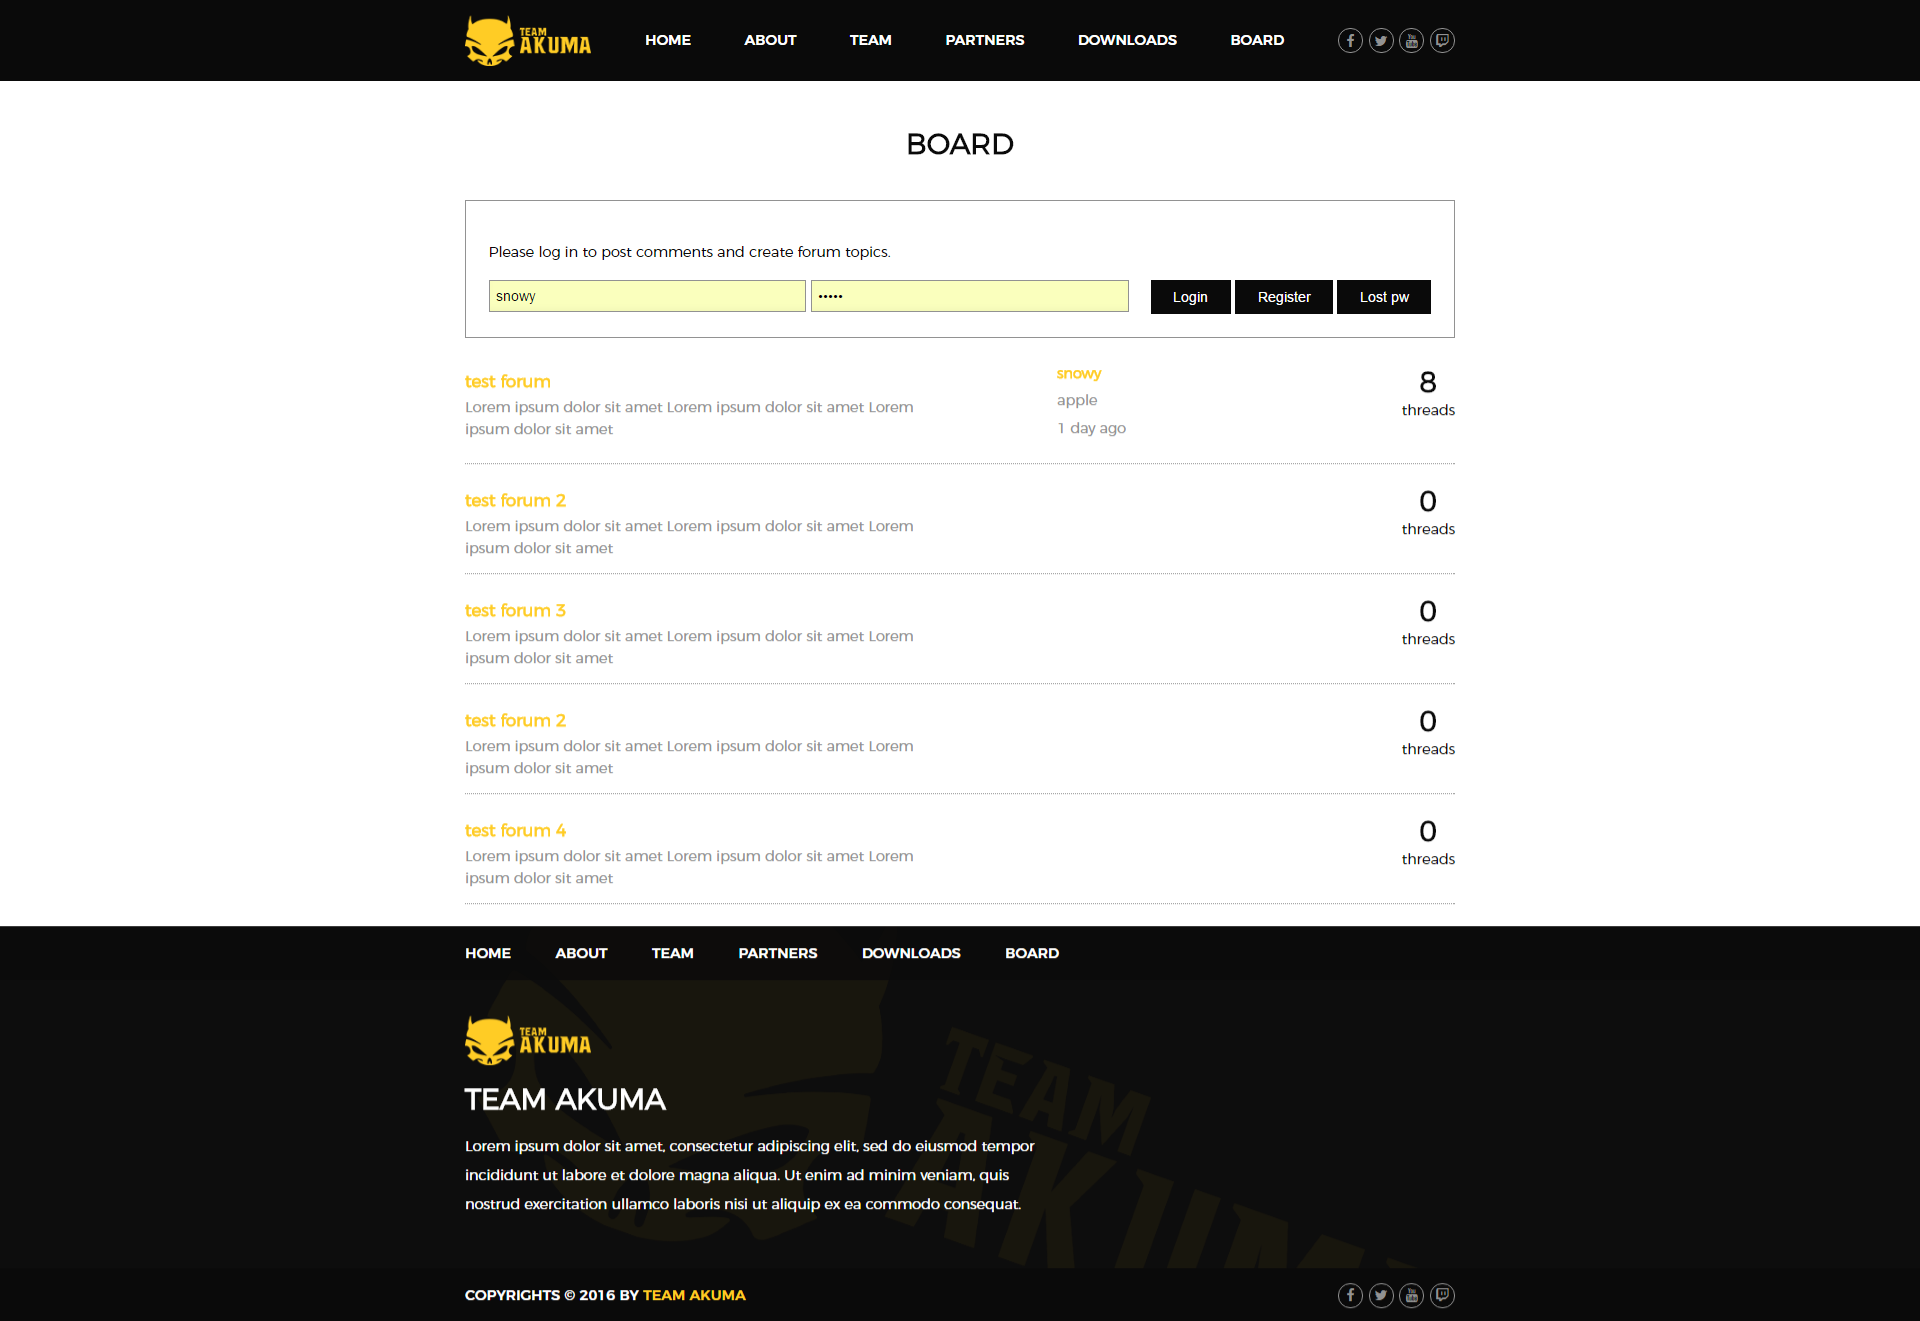 TEAM
AKUMA
HOME ABOUT TEAM PARTNERS DOWNLOADS BOARD
BOARD
Please log in to post comments and create forum topics.
snowy ••••• Login Register Lost pw
test forum
Lorem ipsum dolor sit amet Lorem ipsum dolor sit amet Lorem
ipsum dolor sit amet
snowy
apple
1 day ago
8
threads
test forum 2
Lorem ipsum dolor sit amet Lorem ipsum dolor sit amet Lorem
ipsum dolor sit amet
0
threads
test forum 3
Lorem ipsum dolor sit amet Lorem ipsum dolor sit amet Lorem
ipsum dolor sit amet
0
threads
test forum 2
Lorem ipsum dolor sit amet Lorem ipsum dolor sit amet Lorem
ipsum dolor sit amet
0
threads
test forum 4
Lorem ipsum dolor sit amet Lorem ipsum dolor sit amet Lorem
ipsum dolor sit amet
0
threads
HOME ABOUT TEAM PARTNERS DOWNLOADS BOARD
TEAM
AKUMA
TEAM AKUMA
Lorem ipsum dolor sit amet, consectetur adipiscing elit, sed do eiusmod tempor
incididunt ut labore et dolore magna aliqua. Ut enim ad minim veniam, quis
nostrud exercitation ullamco laboris nisi ut aliquip ex ea commodo consequat.
TEAM
AKUMA
COPYRIGHTS © 2016 BY TEAM AKUMA